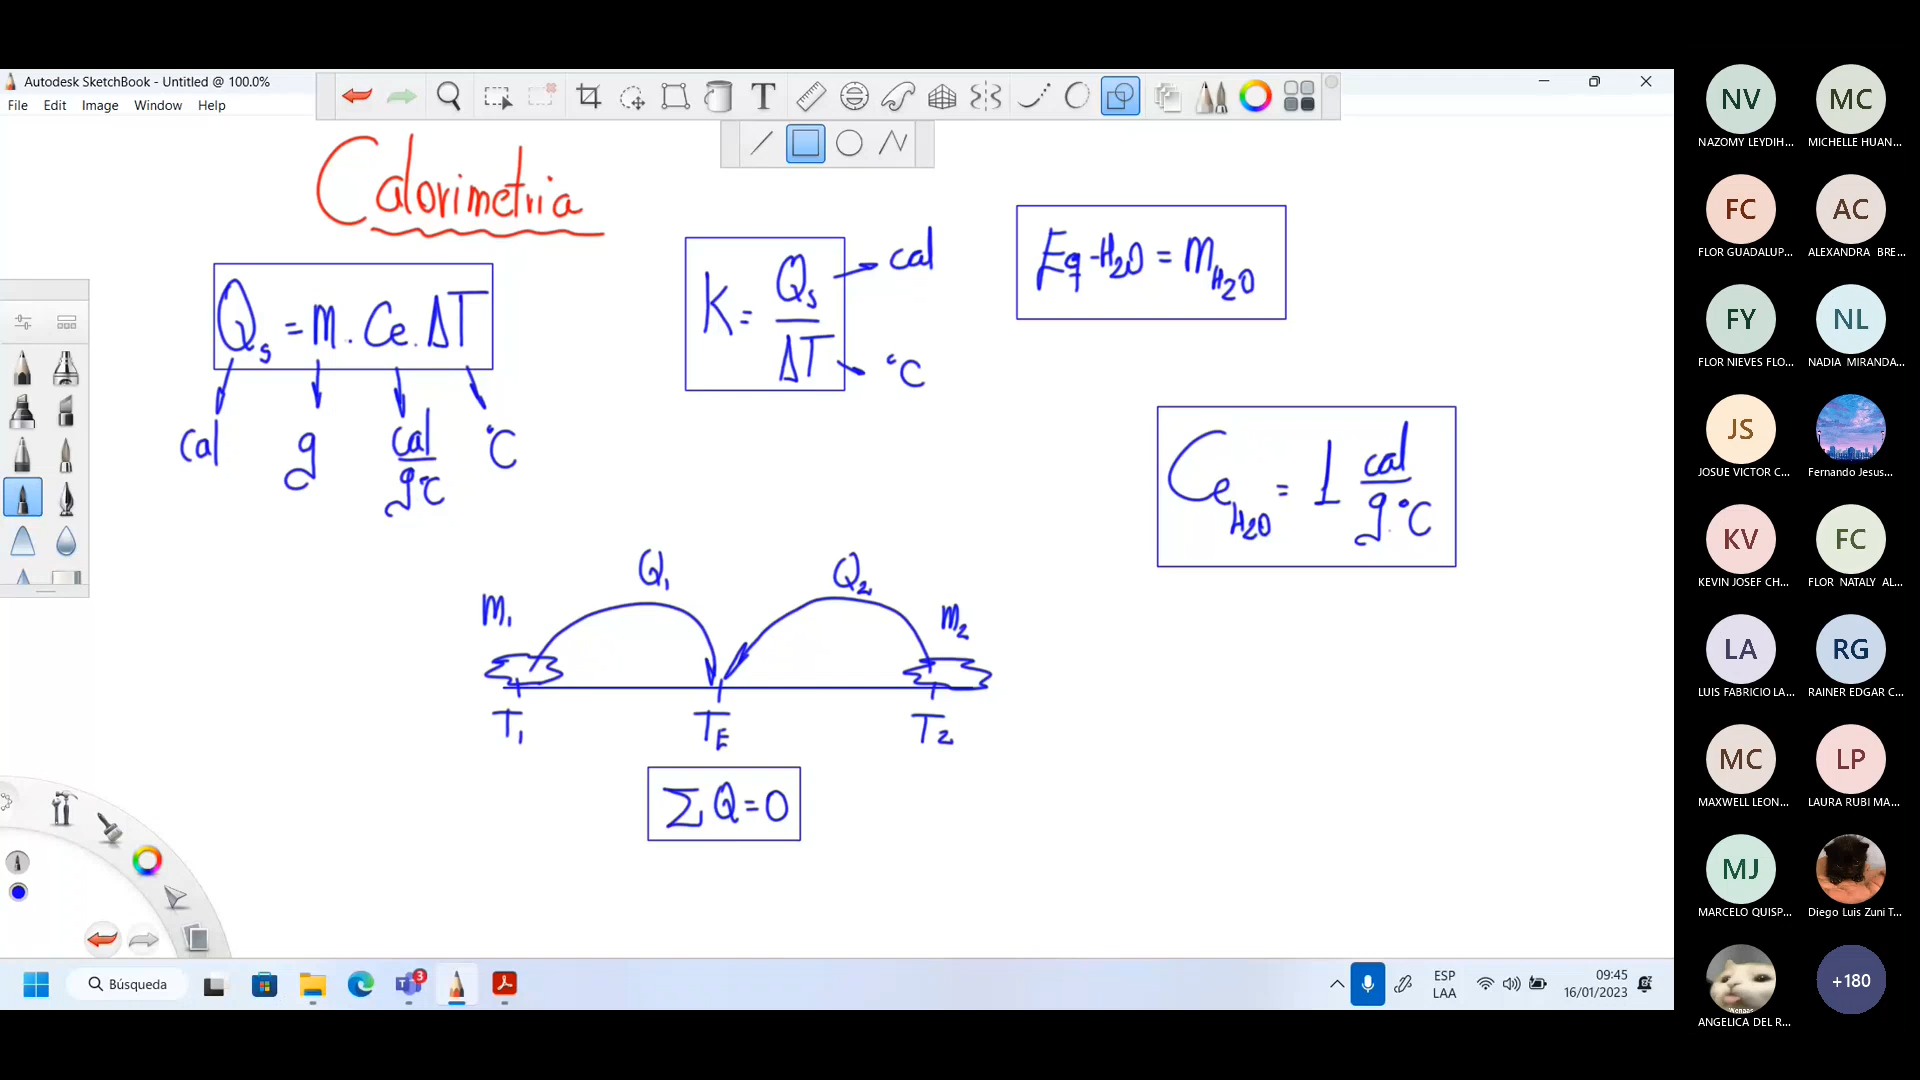 Autodesk SketchBook - Untitled @ 100.0%
File Edit Image Window Help
T
Calorimetria
Qs = m . Ce . ΔT
cal g cal/g°C °C
K = Qs/ΔT
cal
°C
Eq-H2O = mH2O
CeH2O = 1 cal/g.°C
Q1 Q2
m1 m2
T1 TE T2
ΣQ=0
Búsqueda
3
ESP
LAA
09:45
16/01/2023
NV
NAZOMY LEYDIH...
MC
MICHELLE HUAN...
FC
FLOR GUADALUP...
AC
ALEXANDRA BRE...
FY
FLOR NIEVES FLO...
NL
NADIA MIRANDA...
JS
JOSUE VICTOR C...
Fernando Jesus...
KV
KEVIN JOSEF CH...
FC
FLOR NATALY AL...
LA
LUIS FABRICIO LA...
RG
RAINER EDGAR C...
MC
MAXWELL LEON...
LP
LAURA RUBI MA...
MJ
MARCELO QUISP...
Diego Luis Zuni T...
ANGELICA DEL R...
+180